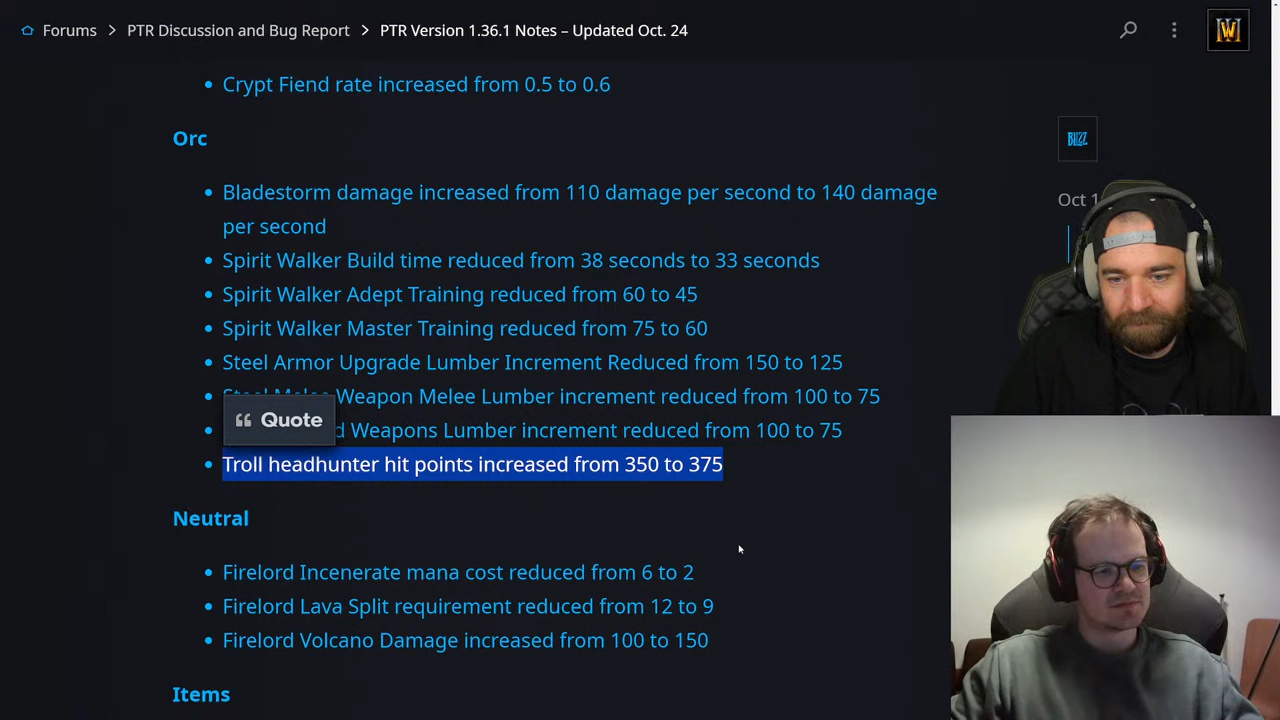 Forums > PTR Discussion and Bug Report > PTR Version 1.36.1 Notes – Updated Oct. 24
Crypt Fiend rate increased from 0.5 to 0.6
Orc
BLIZZ
Bladestorm damage increased from 110 damage per second to 140 damage
per second
Oct 1
Spirit Walker Build time reduced from 38 seconds to 33 seconds
Spirit Walker Adept Training reduced from 60 to 45
Spirit Walker Master Training reduced from 75 to 60
Steel Armor Upgrade Lumber Increment Reduced from 150 to 125
Steel Melee Weapon Melee Lumber increment reduced from 100 to 75
Quote
Weapons Lumber increment reduced from 100 to 75
Troll headhunter hit points increased from 350 to 375
Neutral
Firelord Incenerate mana cost reduced from 6 to 2
Firelord Lava Split requirement reduced from 12 to 9
Firelord Volcano Damage increased from 100 to 150
Items